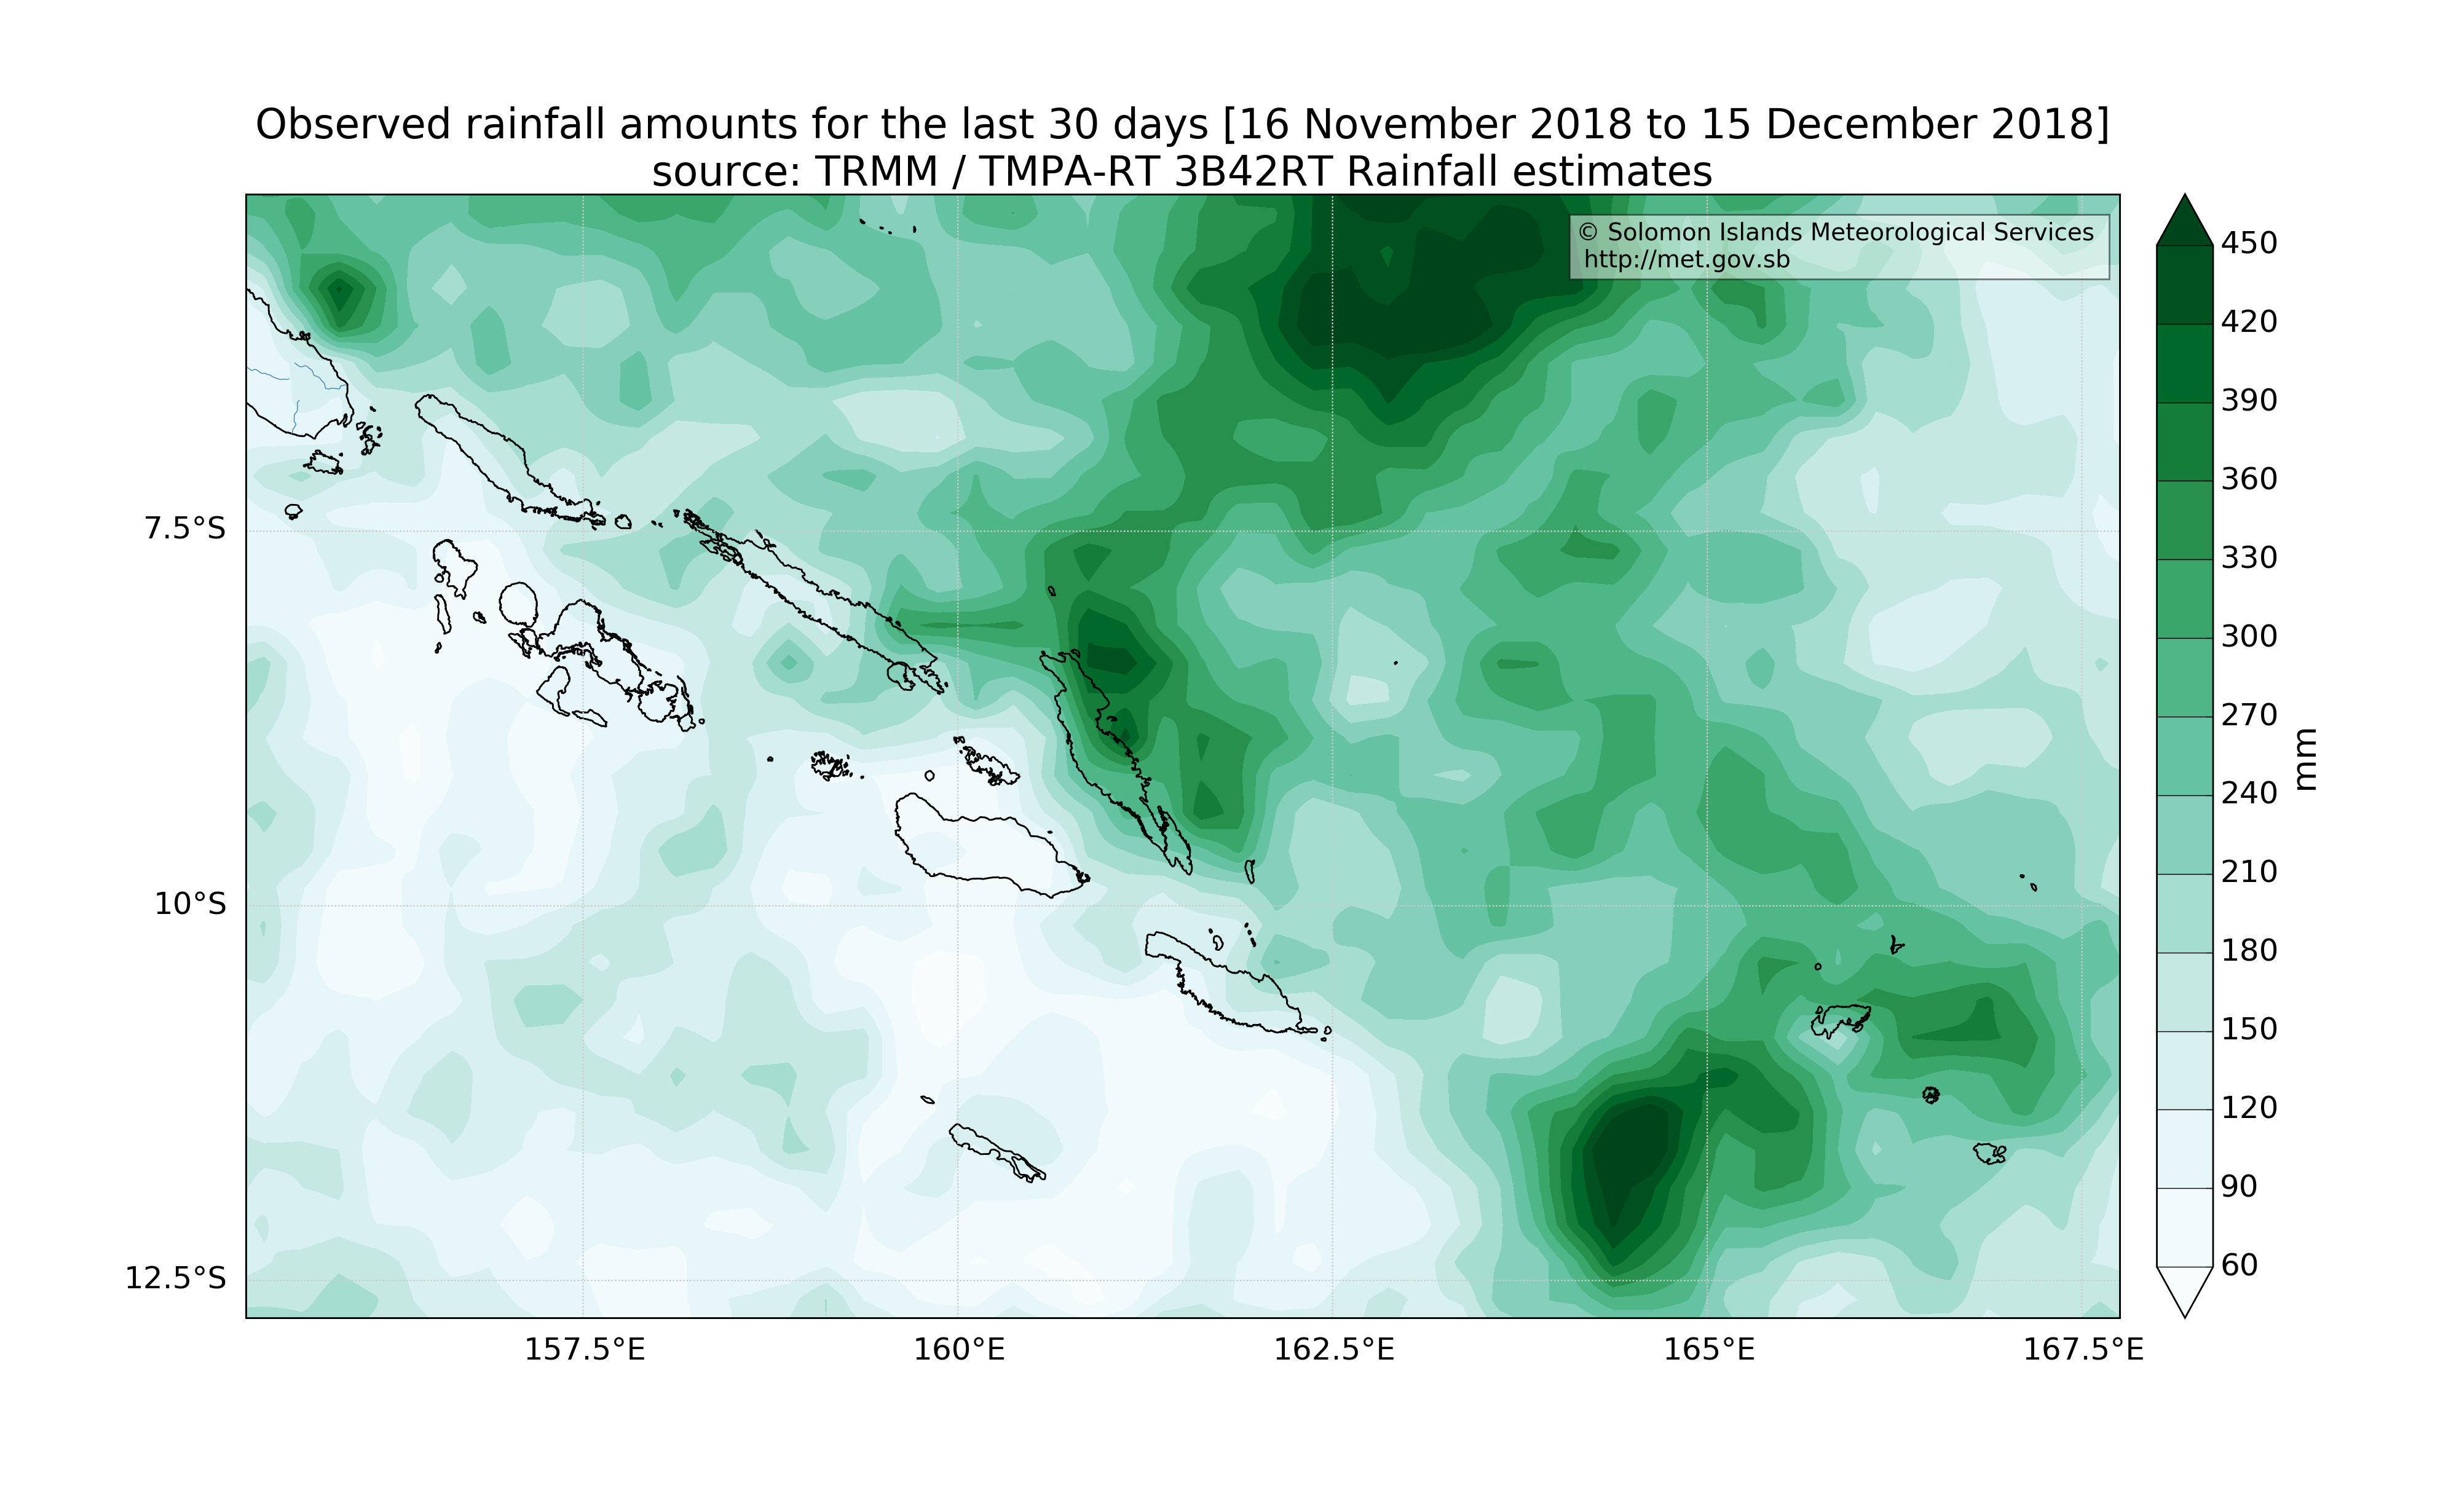 Observed rainfall amounts for the last 30 days [16 November 2018 to 15 December 2018]
source: TRMM / TMPA-RT 3B42RT Rainfall estimates
© Solomon Islands Meteorological Services
http://met.gov.sb
450
420
390
360
330
300
270
240
210
180
150
120
90
60
mm
7.5°S
10°S
12.5°S
157.5°E
160°E
162.5°E
165°E
167.5°E